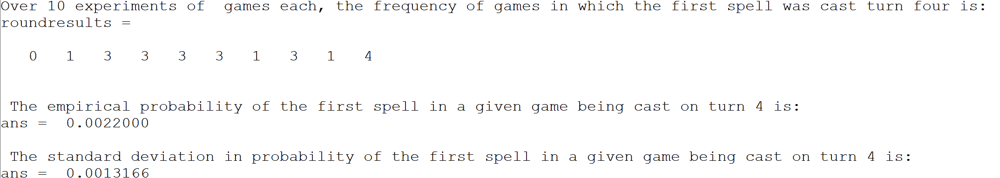 Over 10 experiments of  games each, the frequency of games in which the first spell was cast turn four is:
roundresults =
0   1   3   3   3   3   1   3   1   4
The empirical probability of the first spell in a given game being cast on turn 4 is:
ans =  0.0022000
The standard deviation in probability of the first spell in a given game being cast on turn 4 is:
ans =  0.0013166